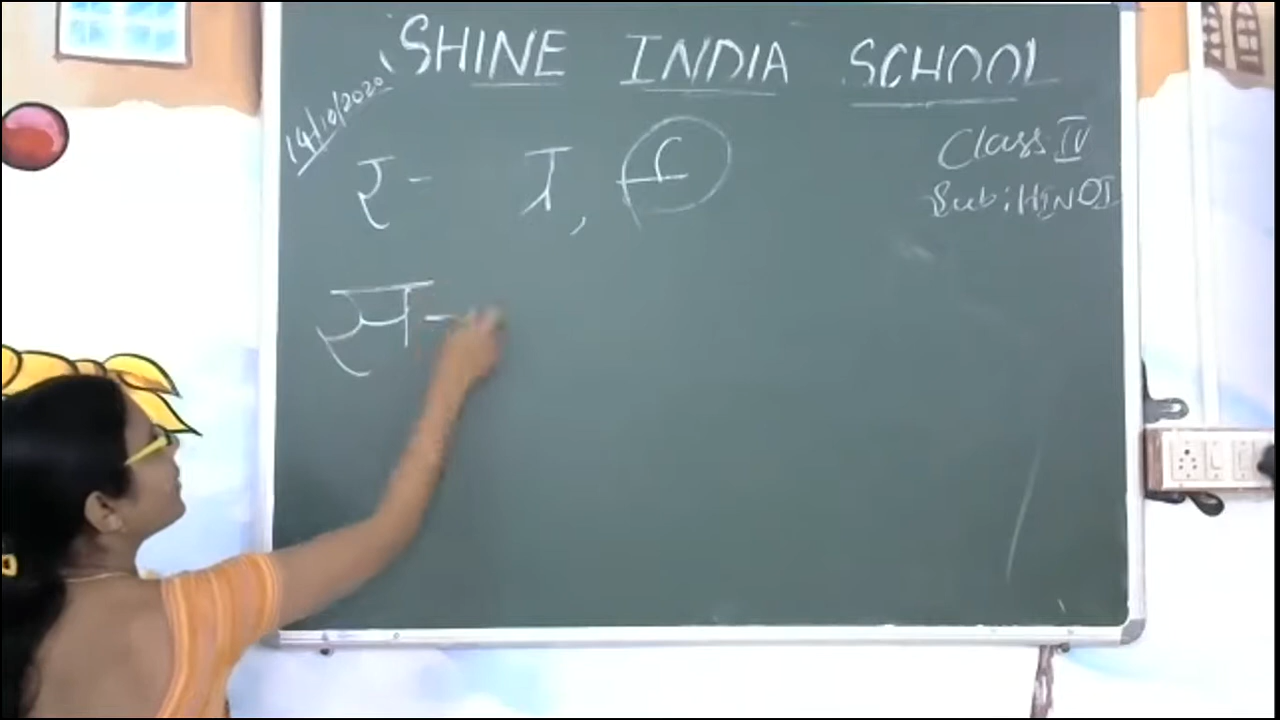 SHINE INDIA SCHOOL
14/10/2020
Class IV
Sub: HINDI
र -
स -